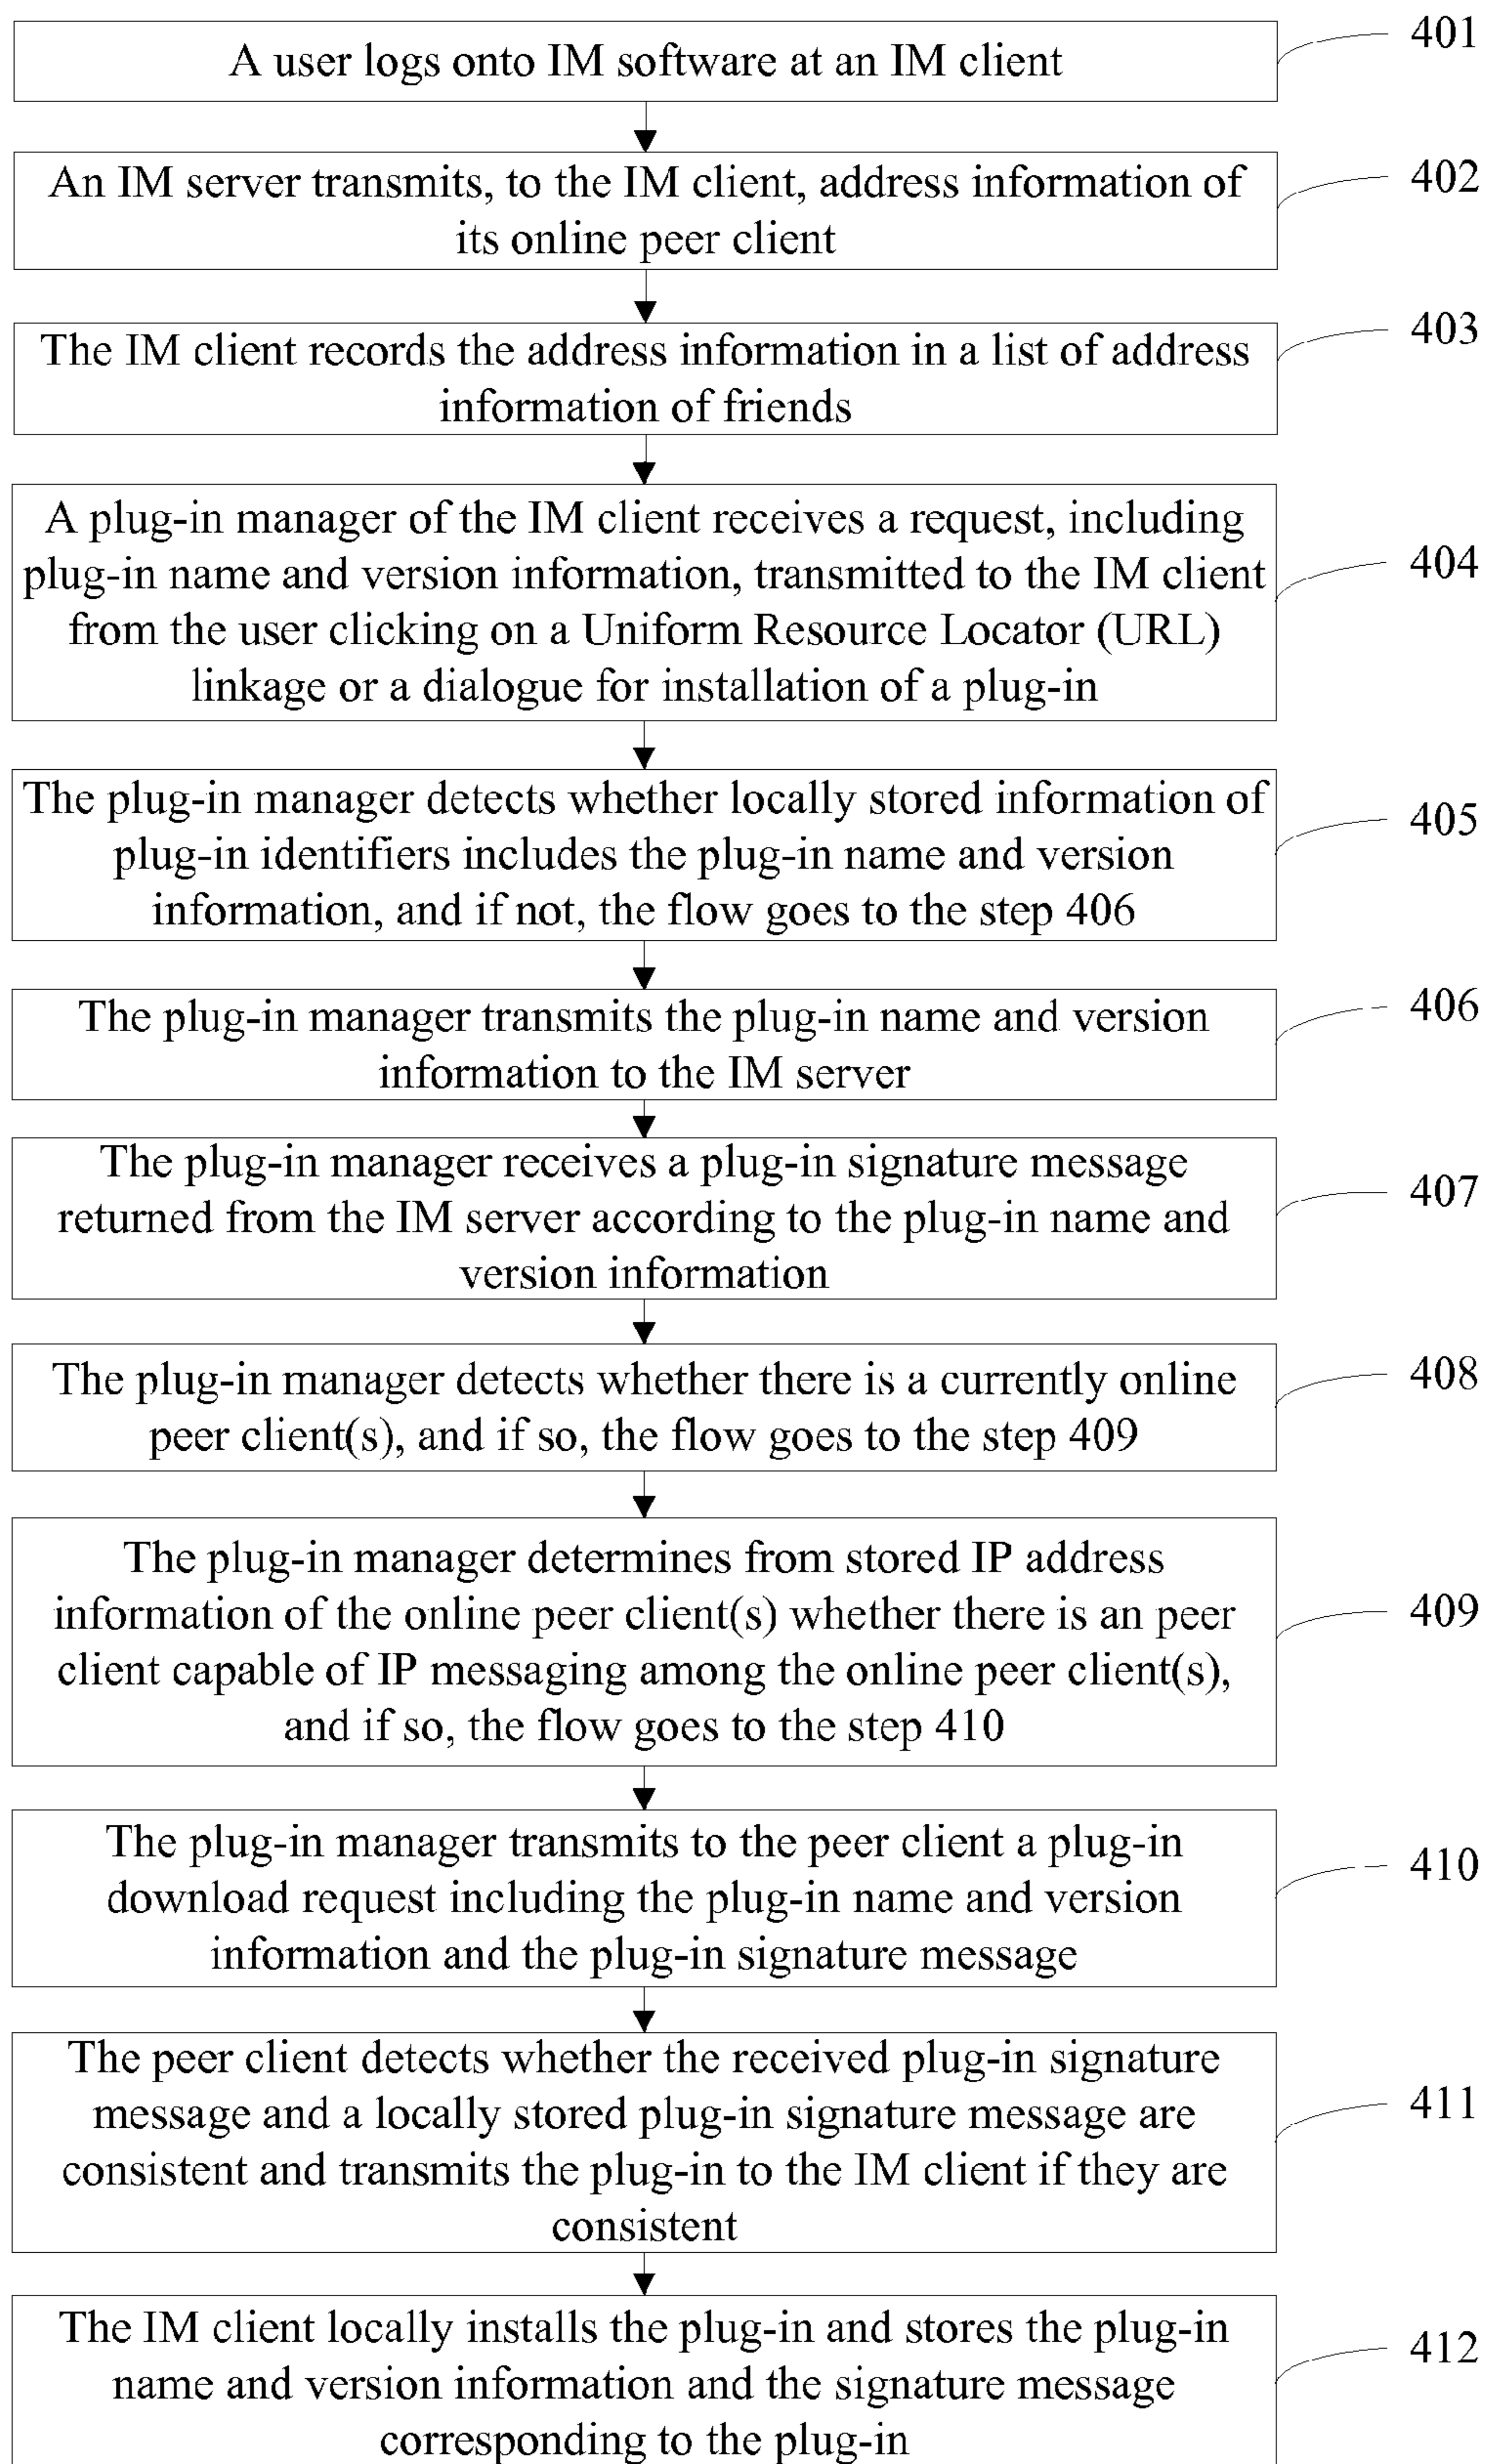 A user logs onto IM software at an IM client
401
An IM server transmits, to the IM client, address information of
its online peer client
402
The IM client records the address information in a list of address
information of friends
403
A plug-in manager of the IM client receives a request, including
plug-in name and version information, transmitted to the IM client
from the user clicking on a Uniform Resource Locator (URL)
linkage or a dialogue for installation of a plug-in
404
The plug-in manager detects whether locally stored information of
plug-in identifiers includes the plug-in name and version
information, and if not, the flow goes to the step 406
405
The plug-in manager transmits the plug-in name and version
information to the IM server
406
The plug-in manager receives a plug-in signature message
returned from the IM server according to the plug-in name and
version information
407
The plug-in manager detects whether there is a currently online
peer client(s), and if so, the flow goes to the step 409
408
The plug-in manager determines from stored IP address
information of the online peer client(s) whether there is an peer
client capable of IP messaging among the online peer client(s),
and if so, the flow goes to the step 410
409
The plug-in manager transmits to the peer client a plug-in
download request including the plug-in name and version
information and the plug-in signature message
410
The peer client detects whether the received plug-in signature
message and a locally stored plug-in signature message are
consistent and transmits the plug-in to the IM client if they are
consistent
411
The IM client locally installs the plug-in and stores the plug-in
name and version information and the signature message
corresponding to the plug-in
412